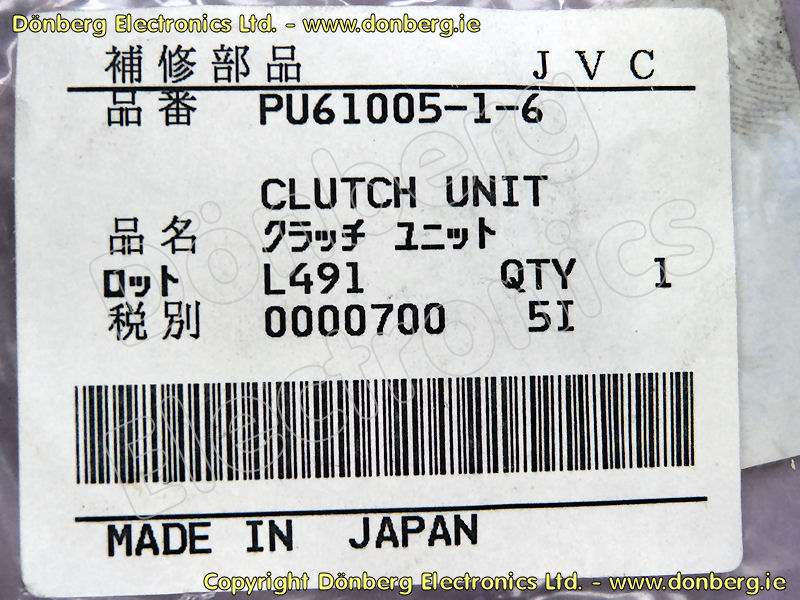 Dönberg Electronics Ltd. - www.donberg.ie
補修部品 JVC
品番 PU61005-1-6
CLUTCH UNIT
品名 クラッチ ユニット
ロット L491 QTY 1
税別 0000700 5I
Dönberg Electronics
MADE IN JAPAN
Copyright Dönberg Electronics Ltd. - www.donberg.ie